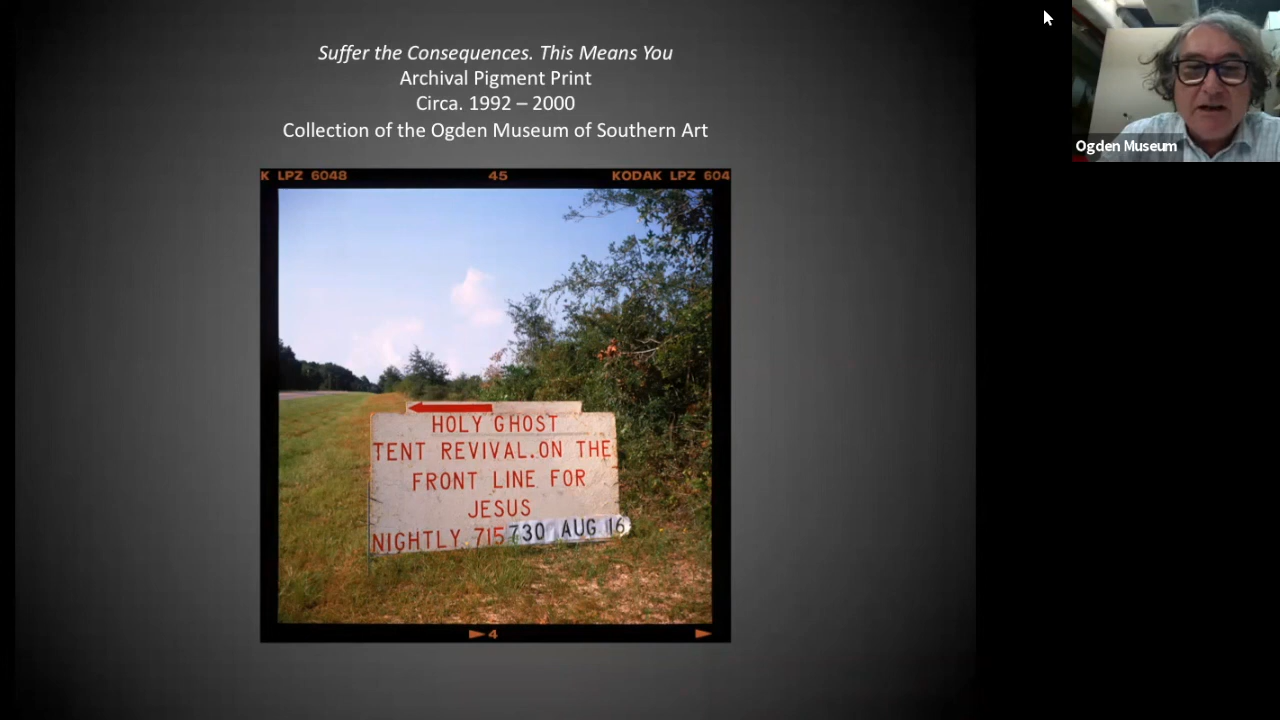 Suffer the Consequences. This Means You
Archival Pigment Print
Circa. 1992 – 2000
Collection of the Ogden Museum of Southern Art
Ogden Museum
K LPZ 6048 45 KODAK LPZ 604
HOLY GHOST
TENT REVIVAL.ON THE
FRONT LINE FOR
JESUS
NIGHTLY 715 730 AUG 16
4